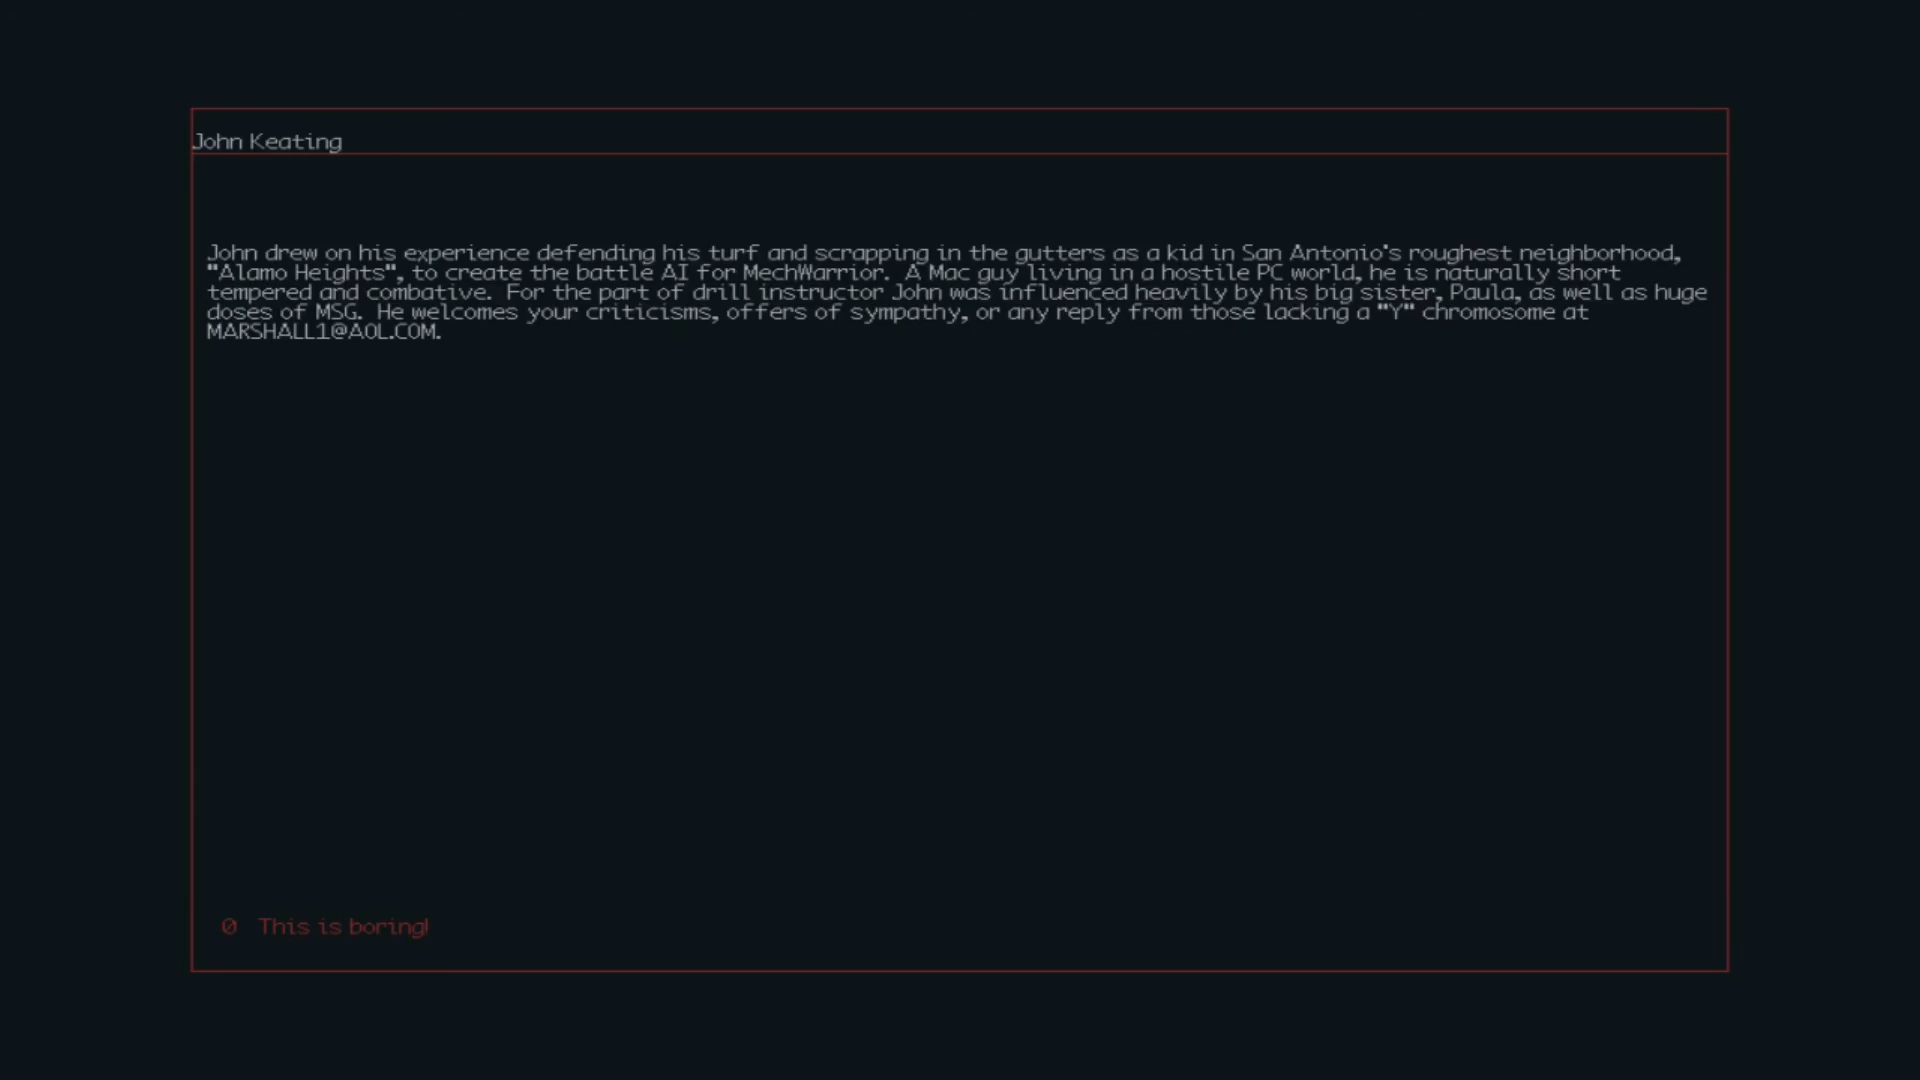 John Keating
John drew on his experience defending his turf and scrapping in the gutters as a kid in San Antonio's roughest neighborhood,
"Alamo Heights", to create the battle AI for MechWarrior.  A Mac guy living in a hostile PC world, he is naturally short
tempered and combative.  For the part of drill instructor John was influenced heavily by his big sister, Paula, as well as huge
doses of MSG.  He welcomes your criticisms, offers of sympathy, or any reply from those lacking a "Y" chromosome at
MARSHALL1@AOL.COM.
0  This is boring!